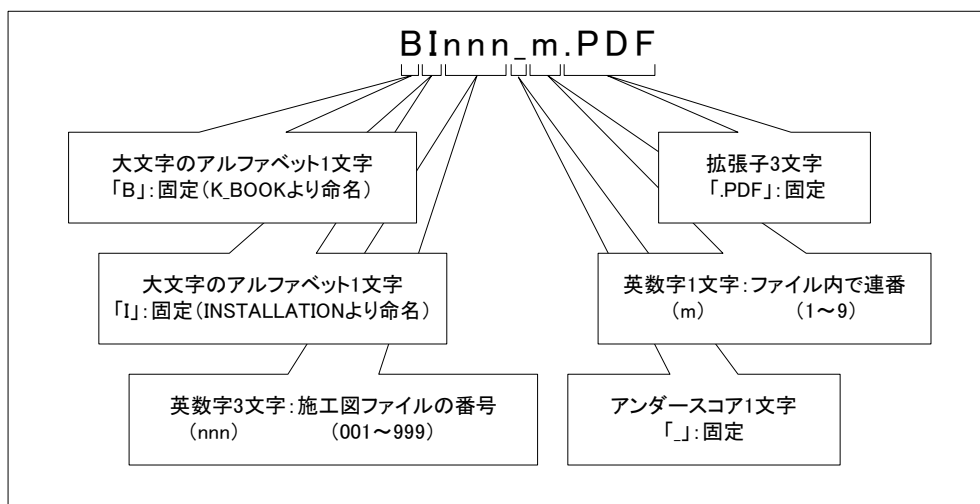 BInnn_m.PDF
大文字のアルファベット1文字
「B」:固定(K_BOOKより命名)
拡張子3文字
「.PDF」:固定
大文字のアルファベット1文字
「I」:固定(INSTALLATIONより命名)
英数字1文字:ファイル内で連番
(m) (1~9)
英数字3文字:施工図ファイルの番号
(nnn) (001~999)
アンダースコア1文字
「_」:固定